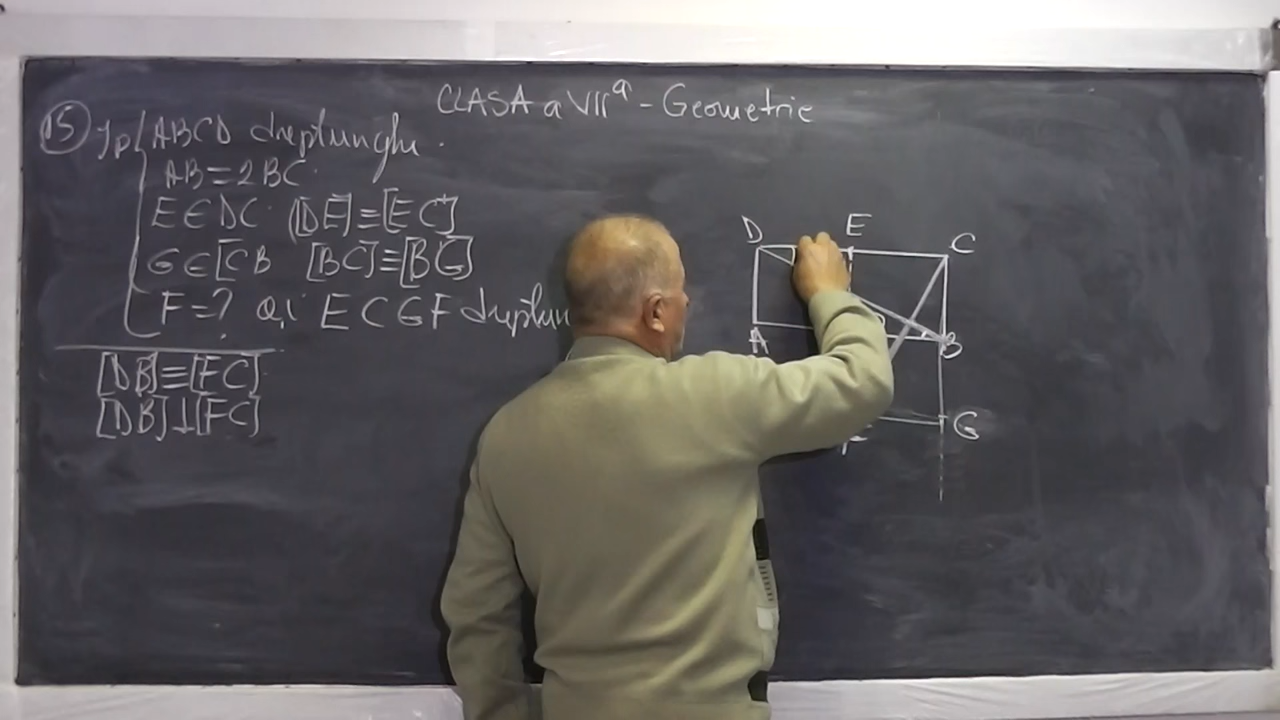 CLASA a VII a - Geometrie
15 Ip ABCD dreptunghi.
AB=2BC
E∈DC [DE]≡[EC]
G∈[CB [BC]≡[BG]
F=? a.î ECGF dreptun
[DB]≡[FC]
[DB]⊥[FC]
D E C
A B
F G